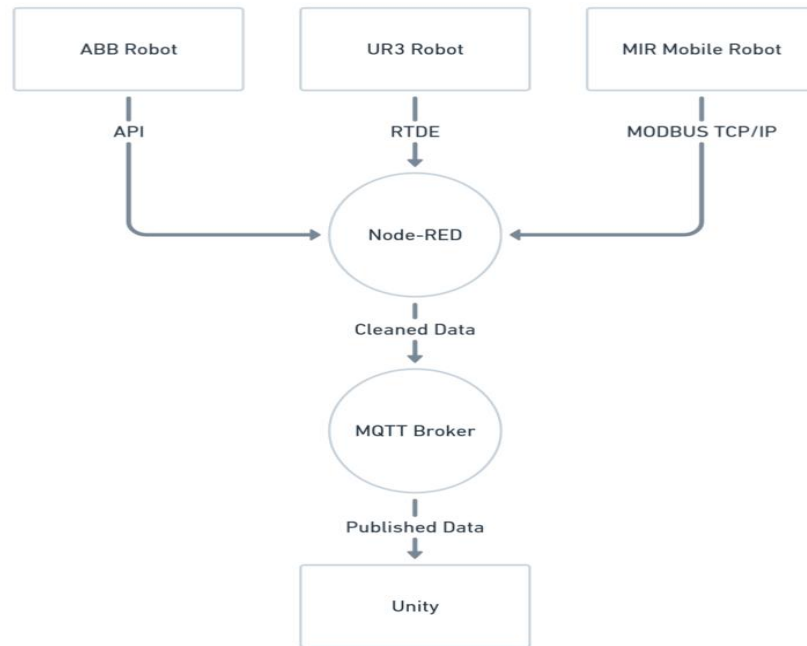 ABB Robot
UR3 Robot
MIR Mobile Robot
API
RTDE
MODBUS TCP/IP
Node-RED
Cleaned Data
MQTT Broker
Published Data
Unity